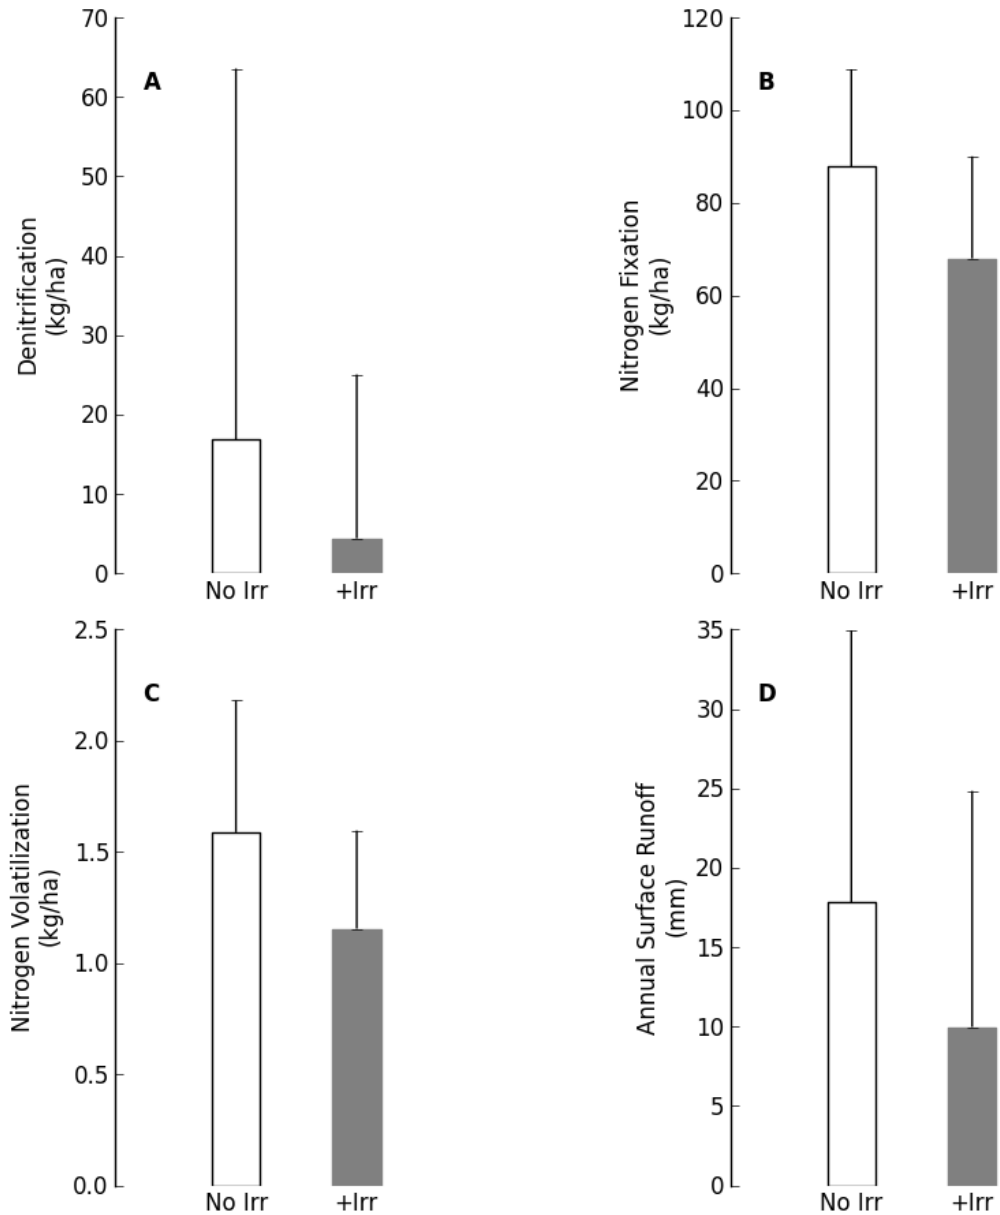 70
60
50
40
30
20
10
0
A
Denitrification
(kg/ha)
No Irr
+Irr
120
100
80
60
40
20
0
B
Nitrogen Fixation
(kg/ha)
No Irr
+Irr
2.5
2.0
1.5
1.0
0.5
0.0
C
Nitrogen Volatilization
(kg/ha)
No Irr
+Irr
35
30
25
20
15
10
5
0
D
Annual Surface Runoff
(mm)
No Irr
+Irr